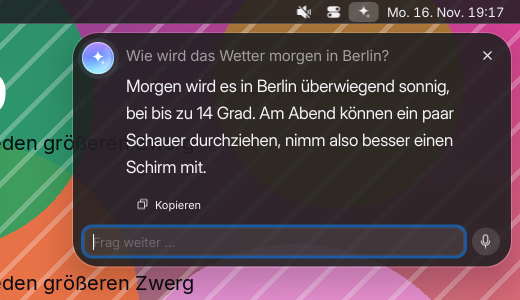 Mo. 16. Nov. 19:17
Wie wird das Wetter morgen in Berlin?
Morgen wird es in Berlin überwiegend sonnig,
bei bis zu 14 Grad. Am Abend können ein paar
Schauer durchziehen, nimm also besser einen
Schirm mit.
Kopieren
Frag weiter ...
eden größeren Zwerg
eden größeren Zwerg